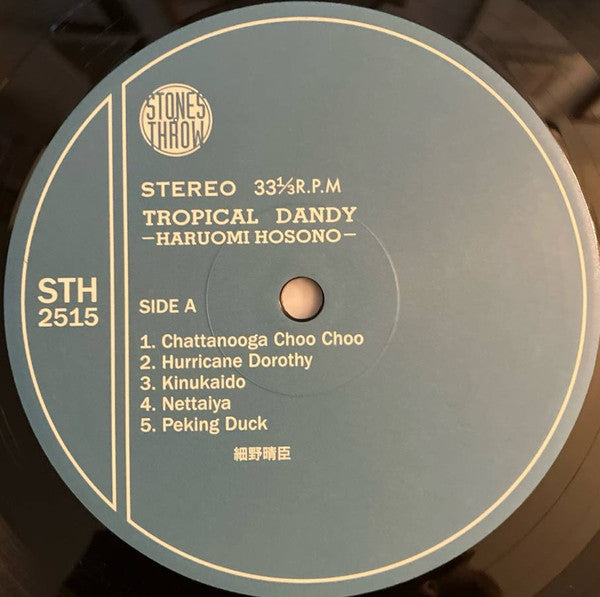 STONES
THROW
STEREO 33⅓R.P.M
TROPICAL DANDY
—HARUOMI HOSONO—
STH
2515
SIDE A
1. Chattanooga Choo Choo
2. Hurricane Dorothy
3. Kinukaido
4. Nettaiya
5. Peking Duck
細野晴臣